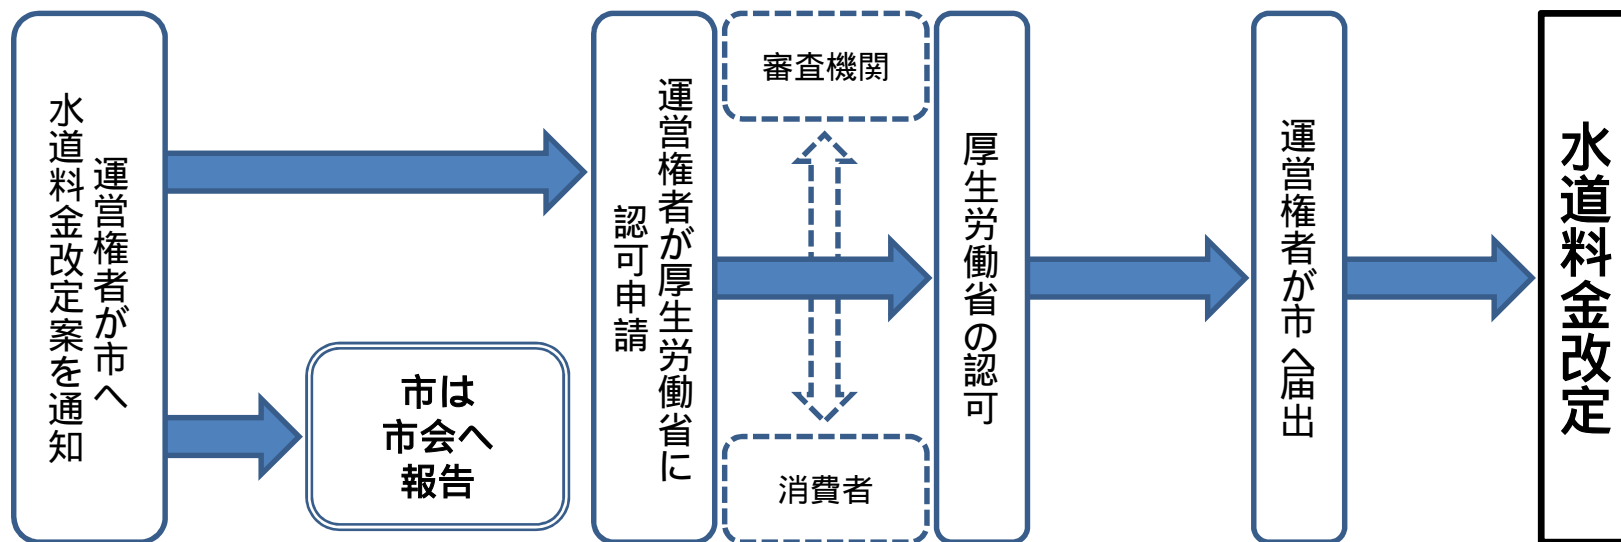 運営権者が市へ
水道料金改定案を通知
市は
市会へ
報告
運営権者が厚生労働省に
認可申請
審査機関
消費者
厚生労働省の認可
運営権者が市へ届出
水道料金改定